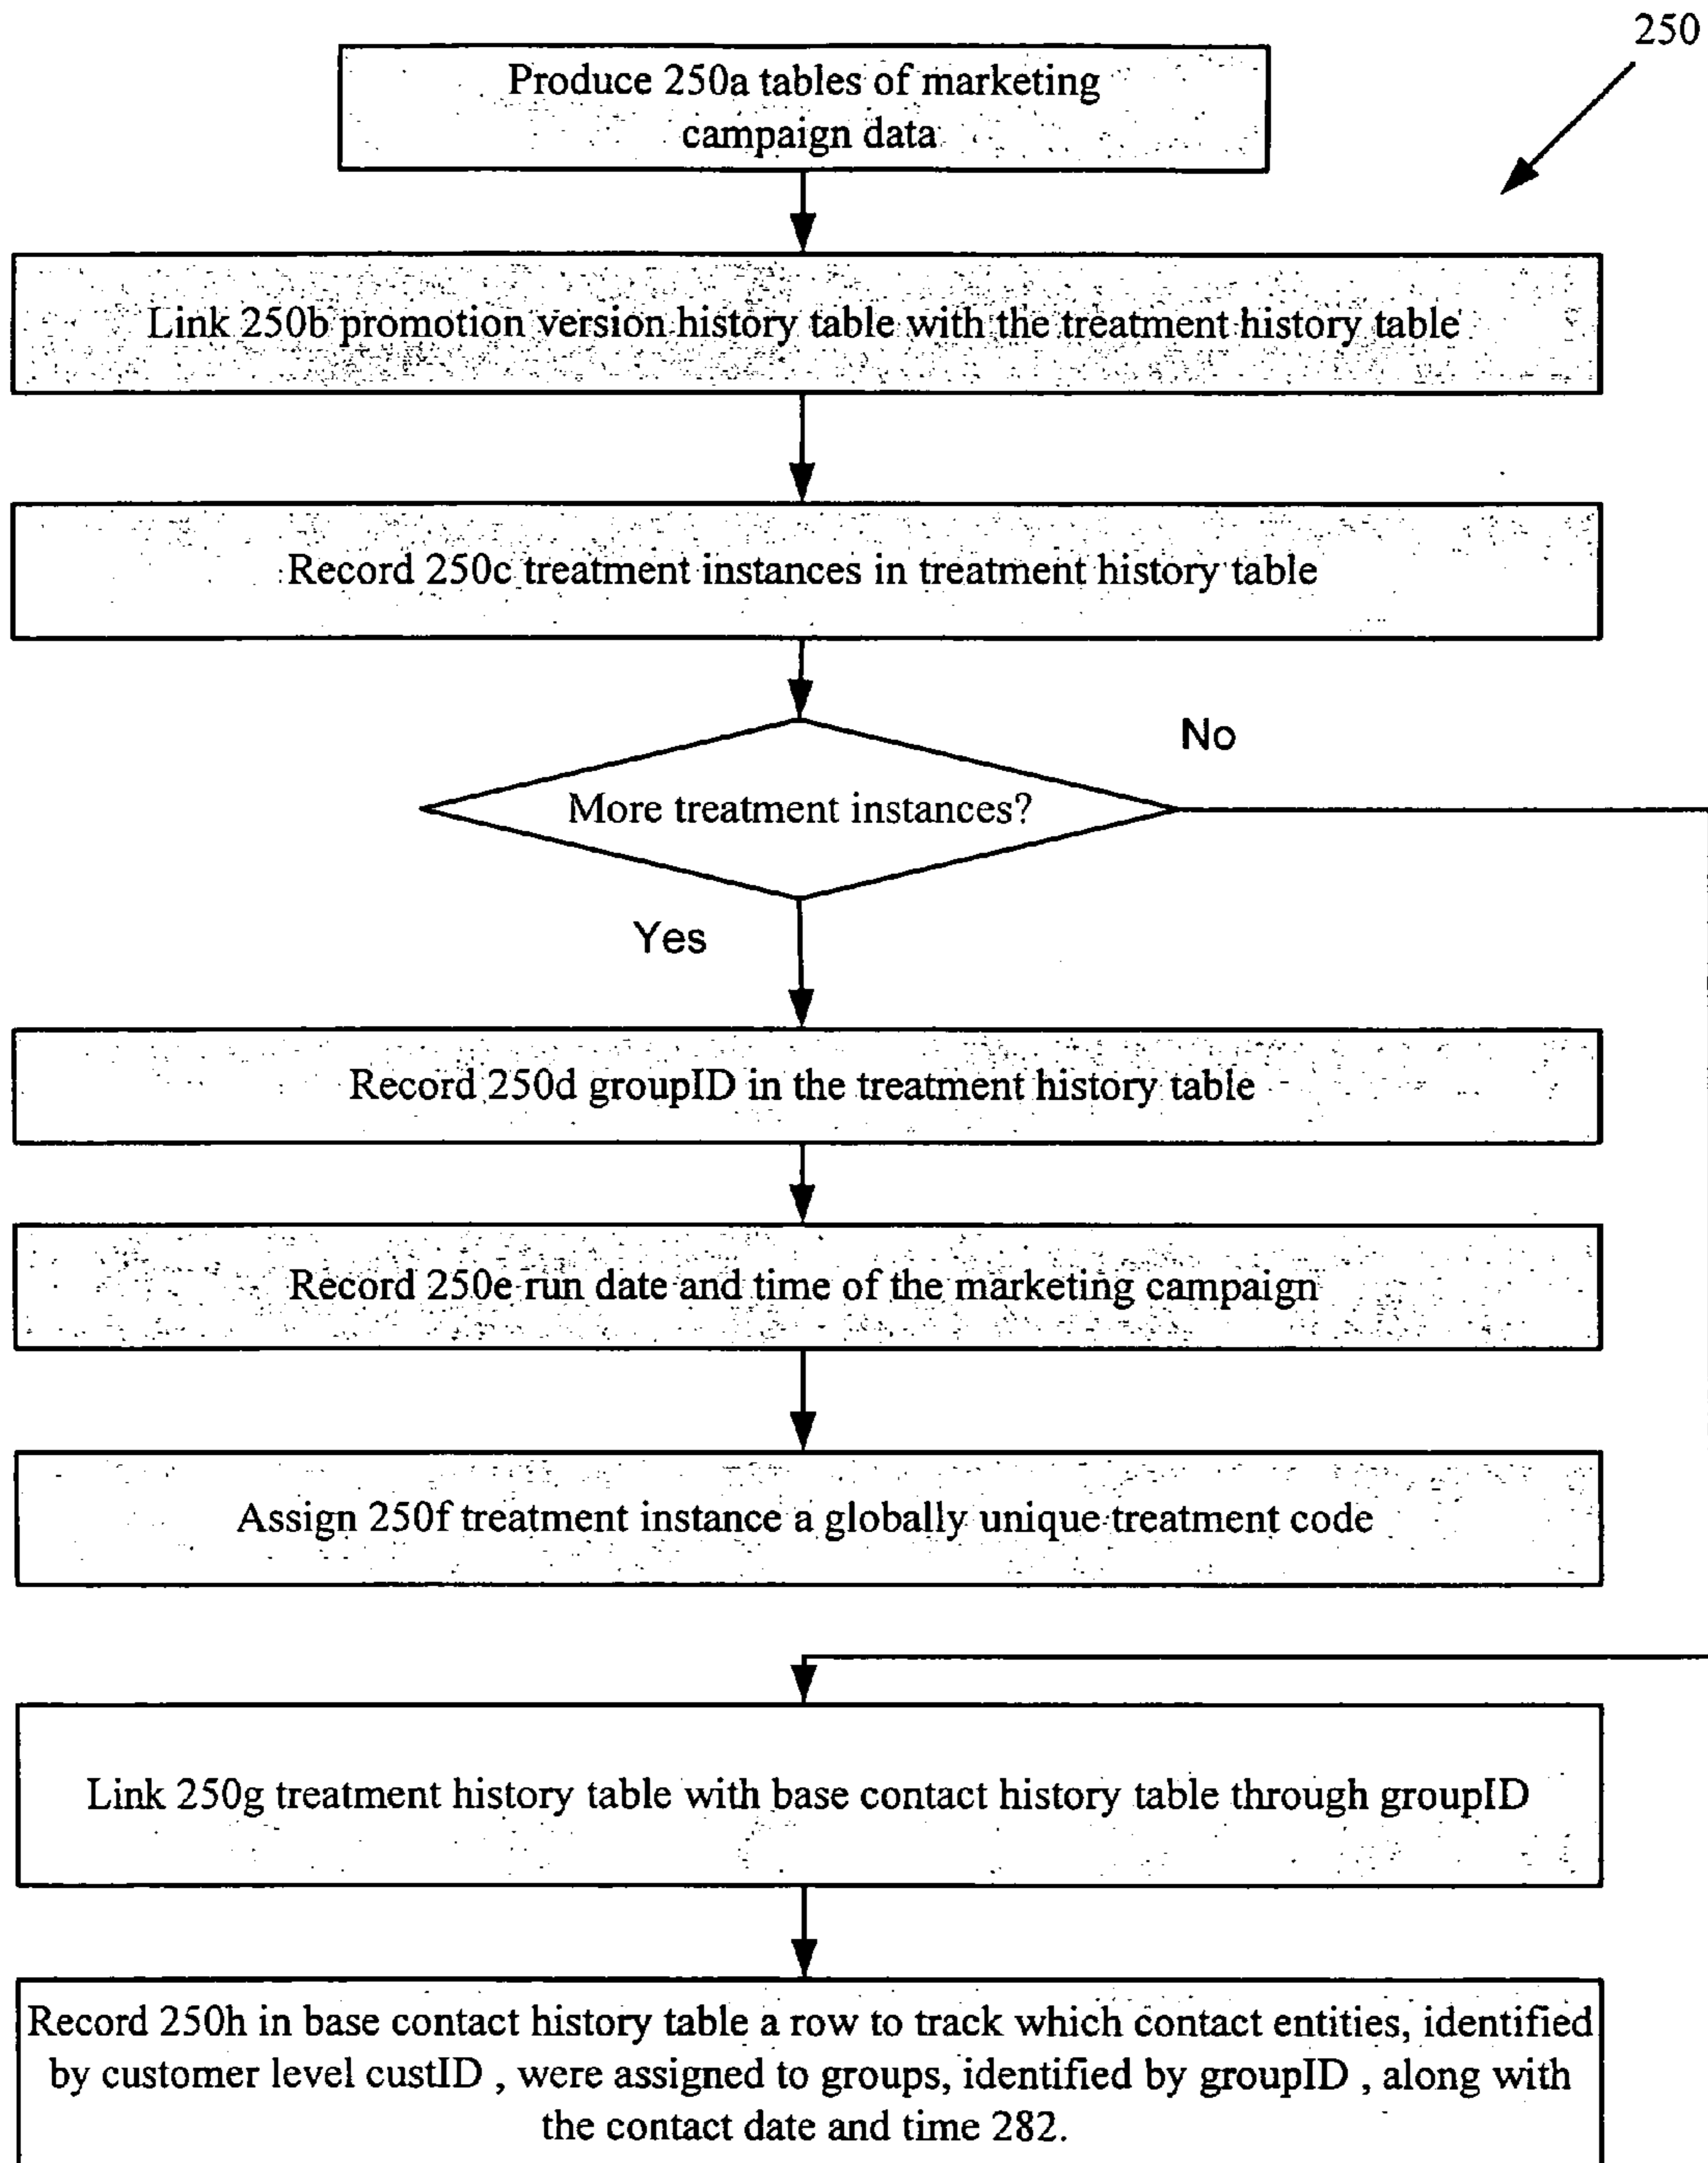 250
Produce 250a tables of marketing
campaign data
Link 250b promotion version history table with the treatment history table
Record 250c treatment instances in treatment history table
No
More treatment instances?
Yes
Record 250d groupID in the treatment history table
Record 250e run date and time of the marketing campaign
Assign 250f treatment instance a globally unique treatment code
Link 250g treatment history table with base contact history table through groupID
Record 250h in base contact history table a row to track which contact entities, identified
by customer level custID , were assigned to groups, identified by groupID , along with
the contact date and time 282.